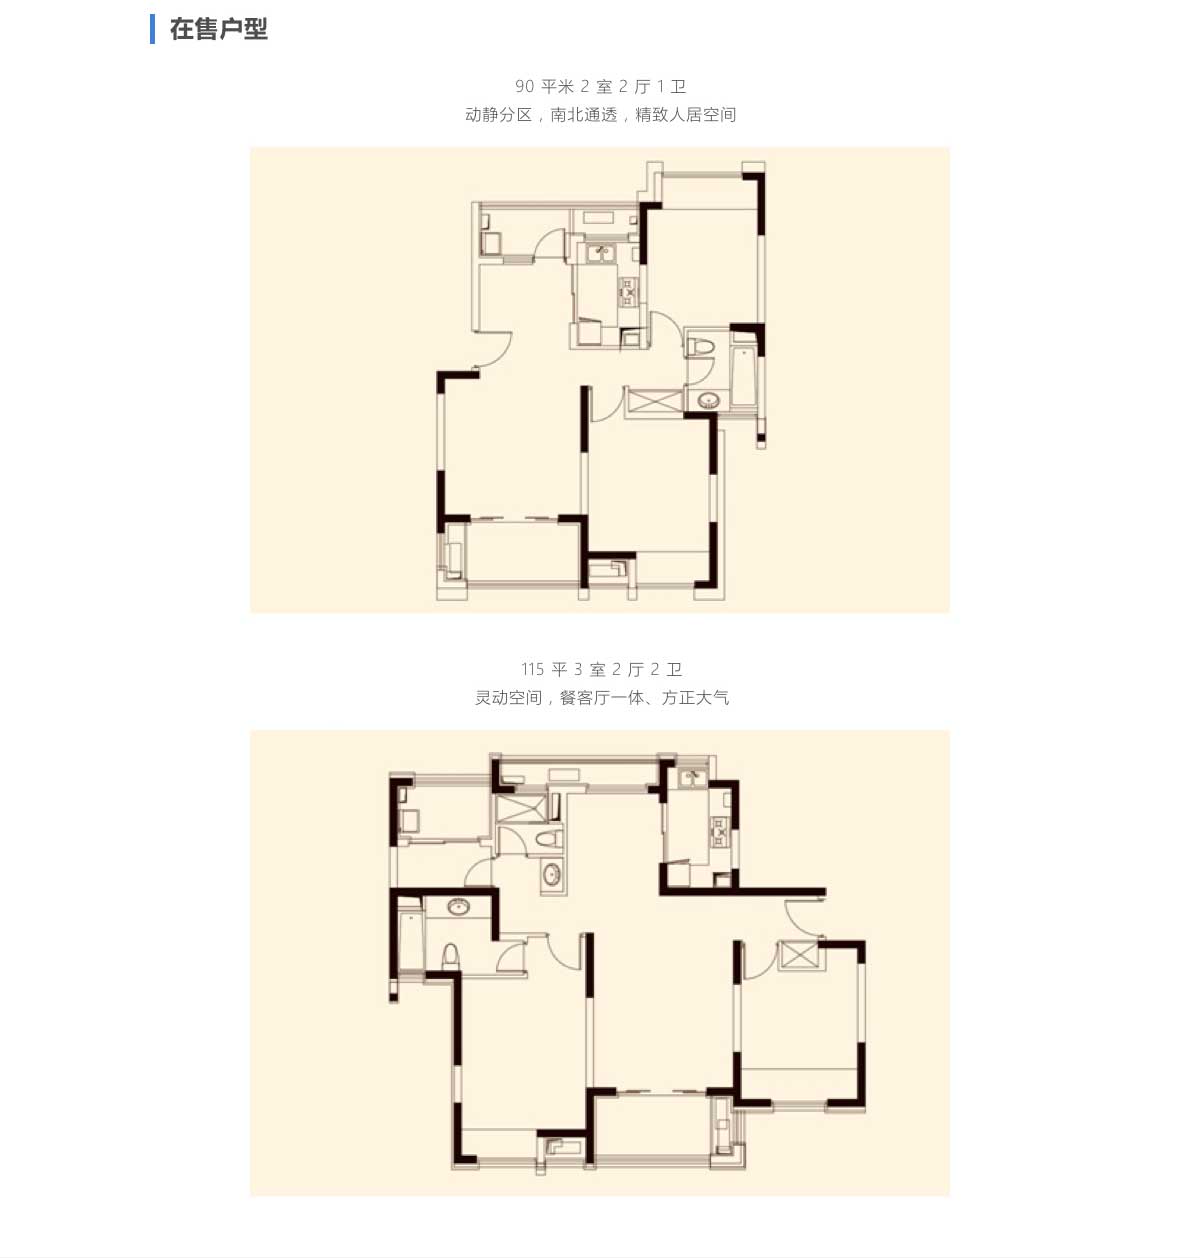 在售户型
90 平米 2 室 2 厅 1 卫
动静分区，南北通透，精致人居空间
115 平 3 室 2 厅 2 卫
灵动空间，餐客厅一体、方正大气